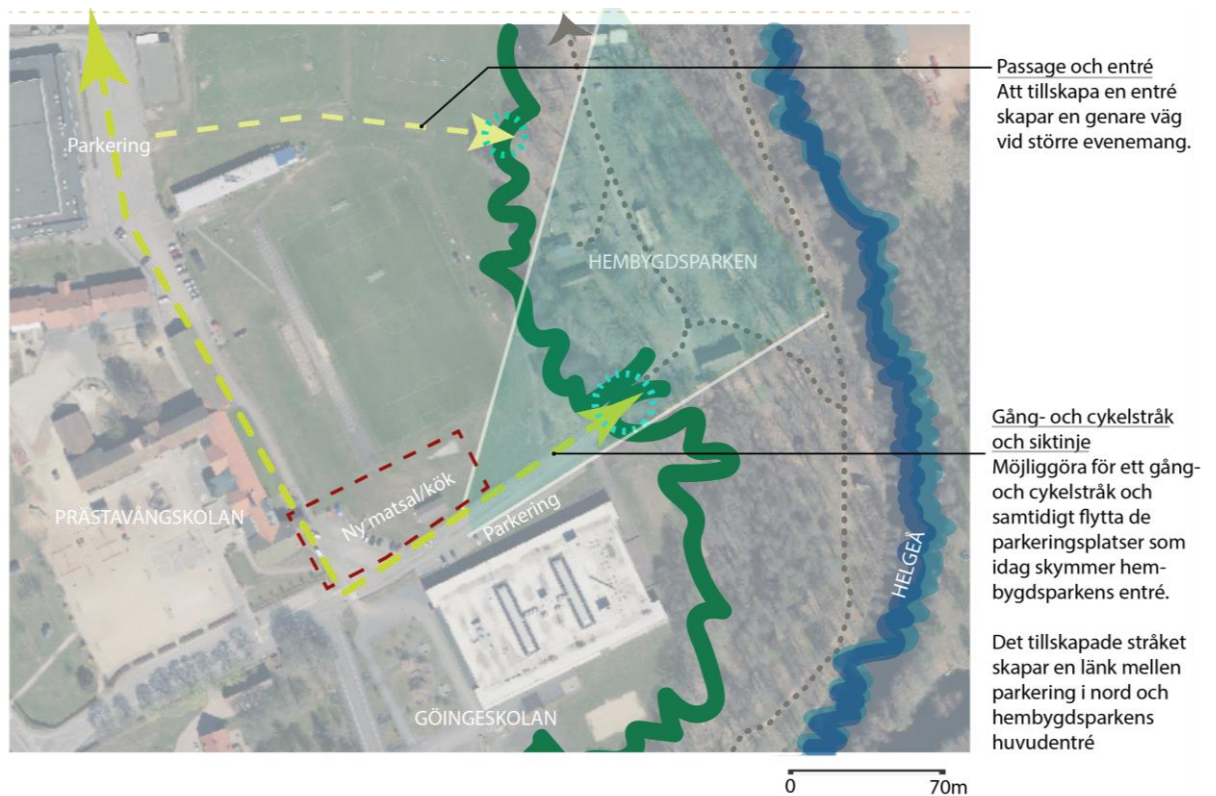 Passage och entré
Att tillskapa en entré
skapar en genare väg
vid större evenemang.
Parkering
HEMBYGDSPARKEN
Gång- och cykelstråk
och siktinje
Möjliggöra för ett gång-
och cykelstråk och
samtidigt flytta de
parkeringsplatser som
idag skymmer hem-
bygdsparkens entré.
Det tillskapade stråket
skapar en länk mellan
parkering i nord och
hembygdsparkens
huvudentré
Ny matsal/kök
Parkering
PRÄSTAVÅNGSKOLAN
HELGEÅ
GÖINGESKOLAN
0
70m